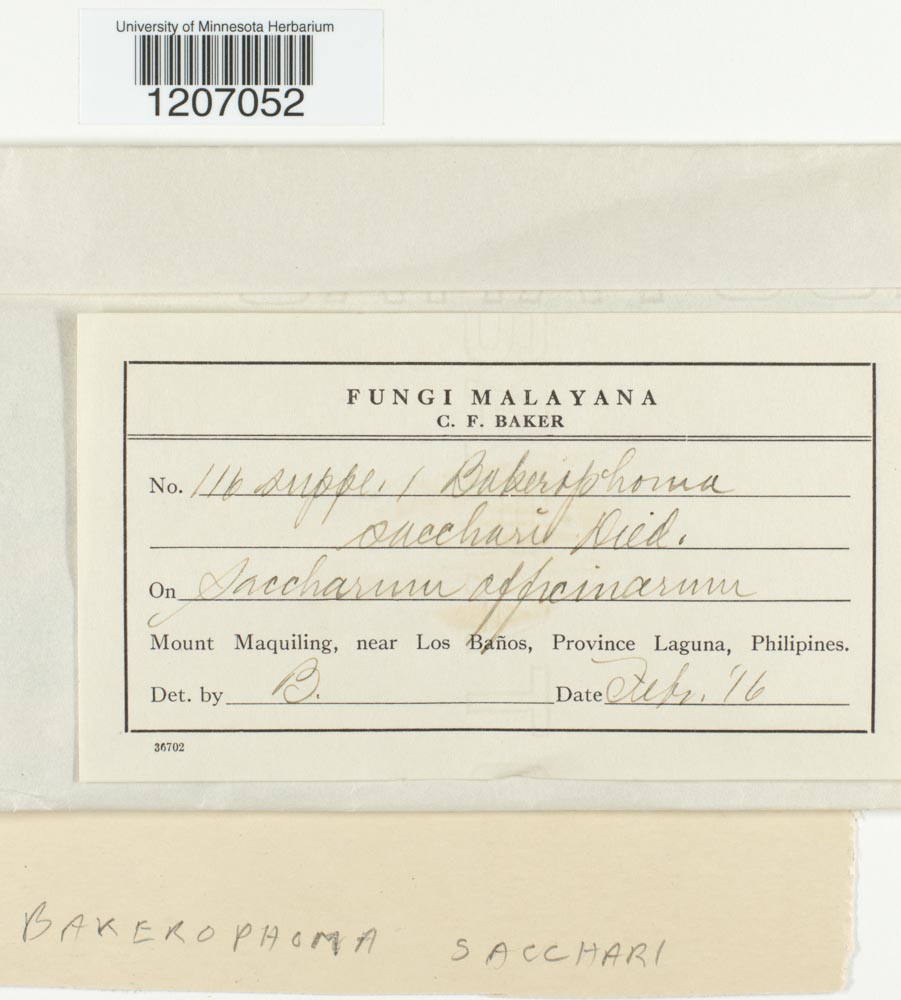 University of Minnesota Herbarium
1207052
FUNGI MALAYANA
C. F. BAKER
No. 116 suppl. 1 Bakerophoma
sacchari Died.
On Saccharum officinarum
Mount Maquiling, near Los Baños, Province Laguna, Philipines.
Det. by B. Date Febr. '16
36702
BAKEROPHOMA SACCHARI